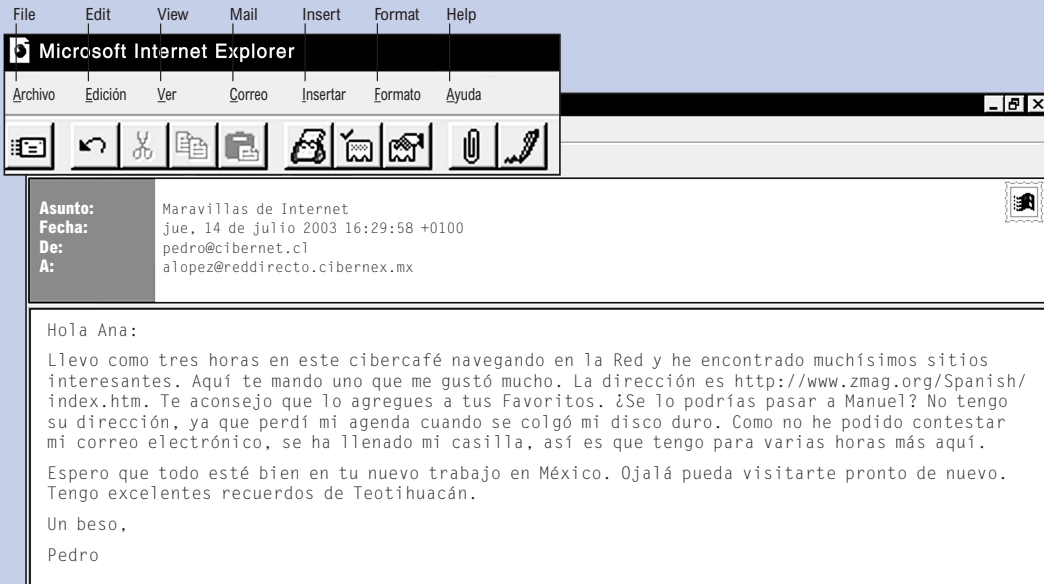 File Edit View Mail Insert Format Help
Microsoft Internet Explorer
Archivo Edición Ver Correo Insertar Formato Ayuda
Asunto: Maravillas de Internet
Fecha: jue, 14 de julio 2003 16:29:58 +0100
De: pedro@cibernet.cl
A: alopez@reddirecto.cibernex.mx
Hola Ana:
Llevo como tres horas en este cibercafé navegando en la Red y he encontrado muchísimos sitios
interesantes. Aquí te mando uno que me gustó mucho. La dirección es http://www.zmag.org/Spanish/
index.htm. Te aconsejo que lo agregues a tus Favoritos. ¿Se lo podrías pasar a Manuel? No tengo
su dirección, ya que perdí mi agenda cuando se colgó mi disco duro. Como no he podido contestar
mi correo electrónico, se ha llenado mi casilla, así es que tengo para varias horas más aquí.
Espero que todo esté bien en tu nuevo trabajo en México. Ojalá pueda visitarte pronto de nuevo.
Tengo excelentes recuerdos de Teotihuacán.
Un beso,
Pedro